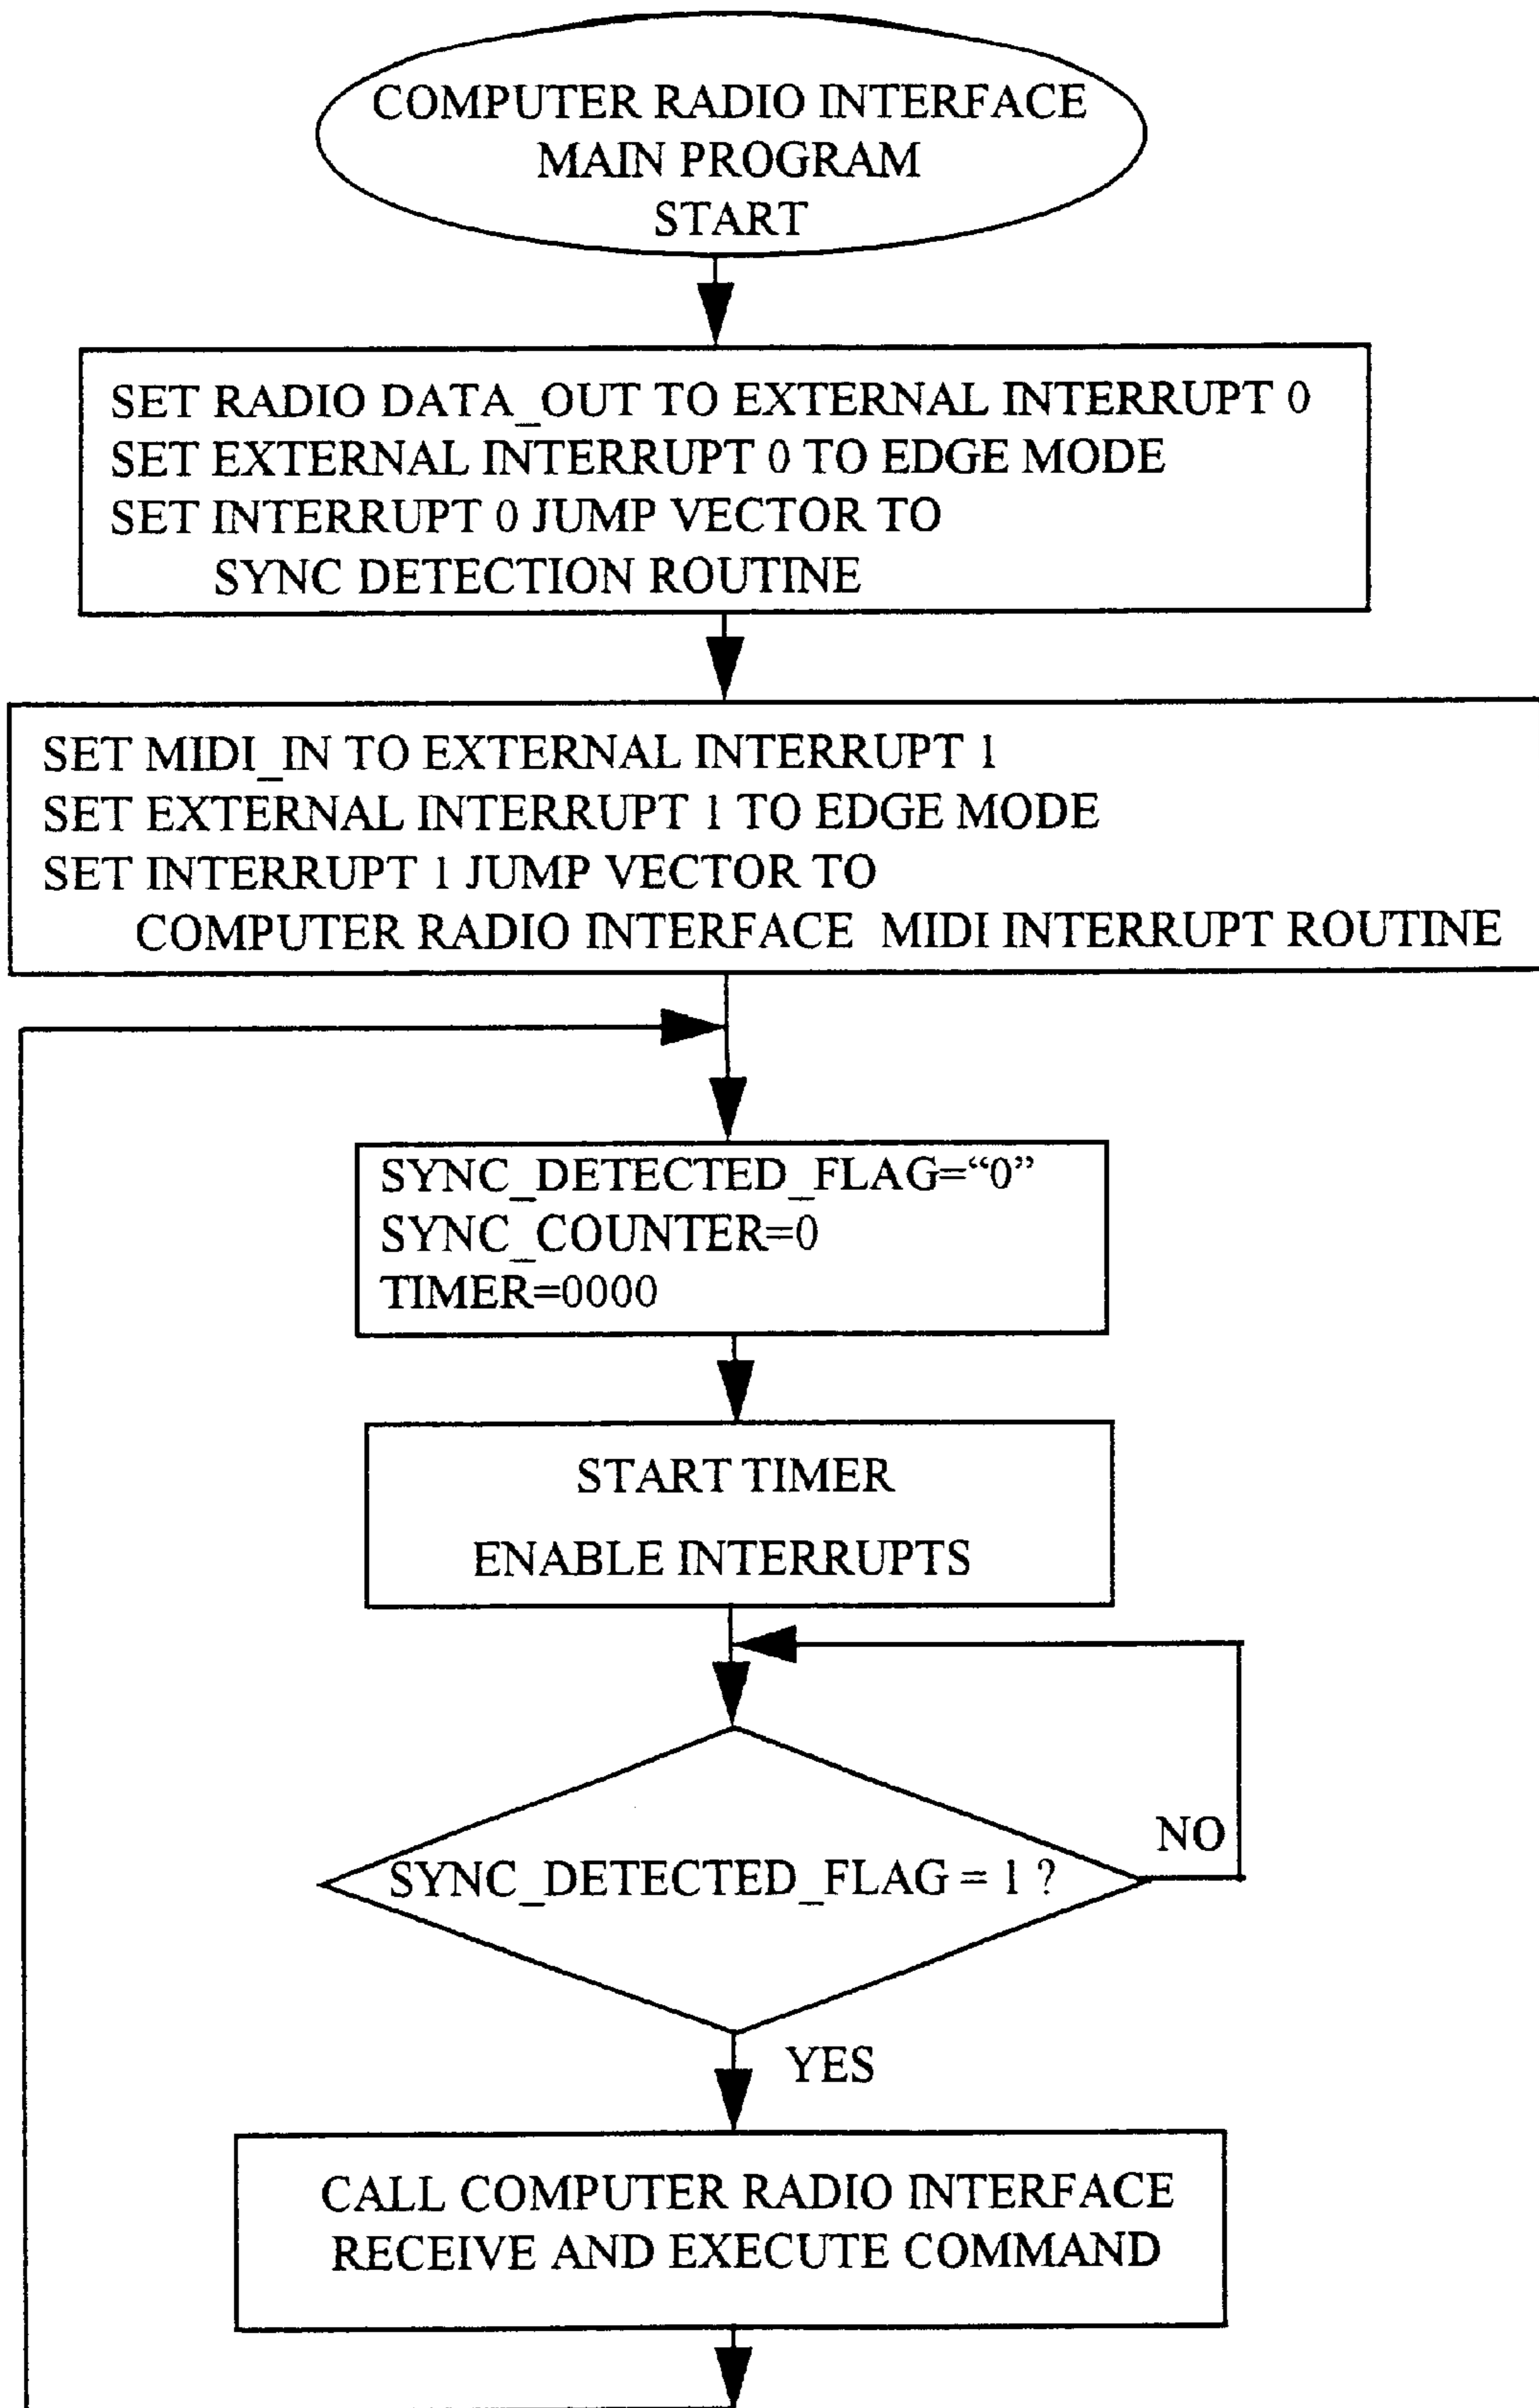 COMPUTER RADIO INTERFACE
MAIN PROGRAM
START
SET RADIO DATA_OUT TO EXTERNAL INTERRUPT 0
SET EXTERNAL INTERRUPT 0 TO EDGE MODE
SET INTERRUPT 0 JUMP VECTOR TO
SYNC DETECTION ROUTINE
SET MIDI_IN TO EXTERNAL INTERRUPT 1
SET EXTERNAL INTERRUPT 1 TO EDGE MODE
SET INTERRUPT 1 JUMP VECTOR TO
COMPUTER RADIO INTERFACE MIDI INTERRUPT ROUTINE
SYNC_DETECTED_FLAG=“0”
SYNC_COUNTER=0
TIMER=0000
START TIMER
ENABLE INTERRUPTS
NO
SYNC_DETECTED_FLAG = 1 ?
YES
CALL COMPUTER RADIO INTERFACE
RECEIVE AND EXECUTE COMMAND